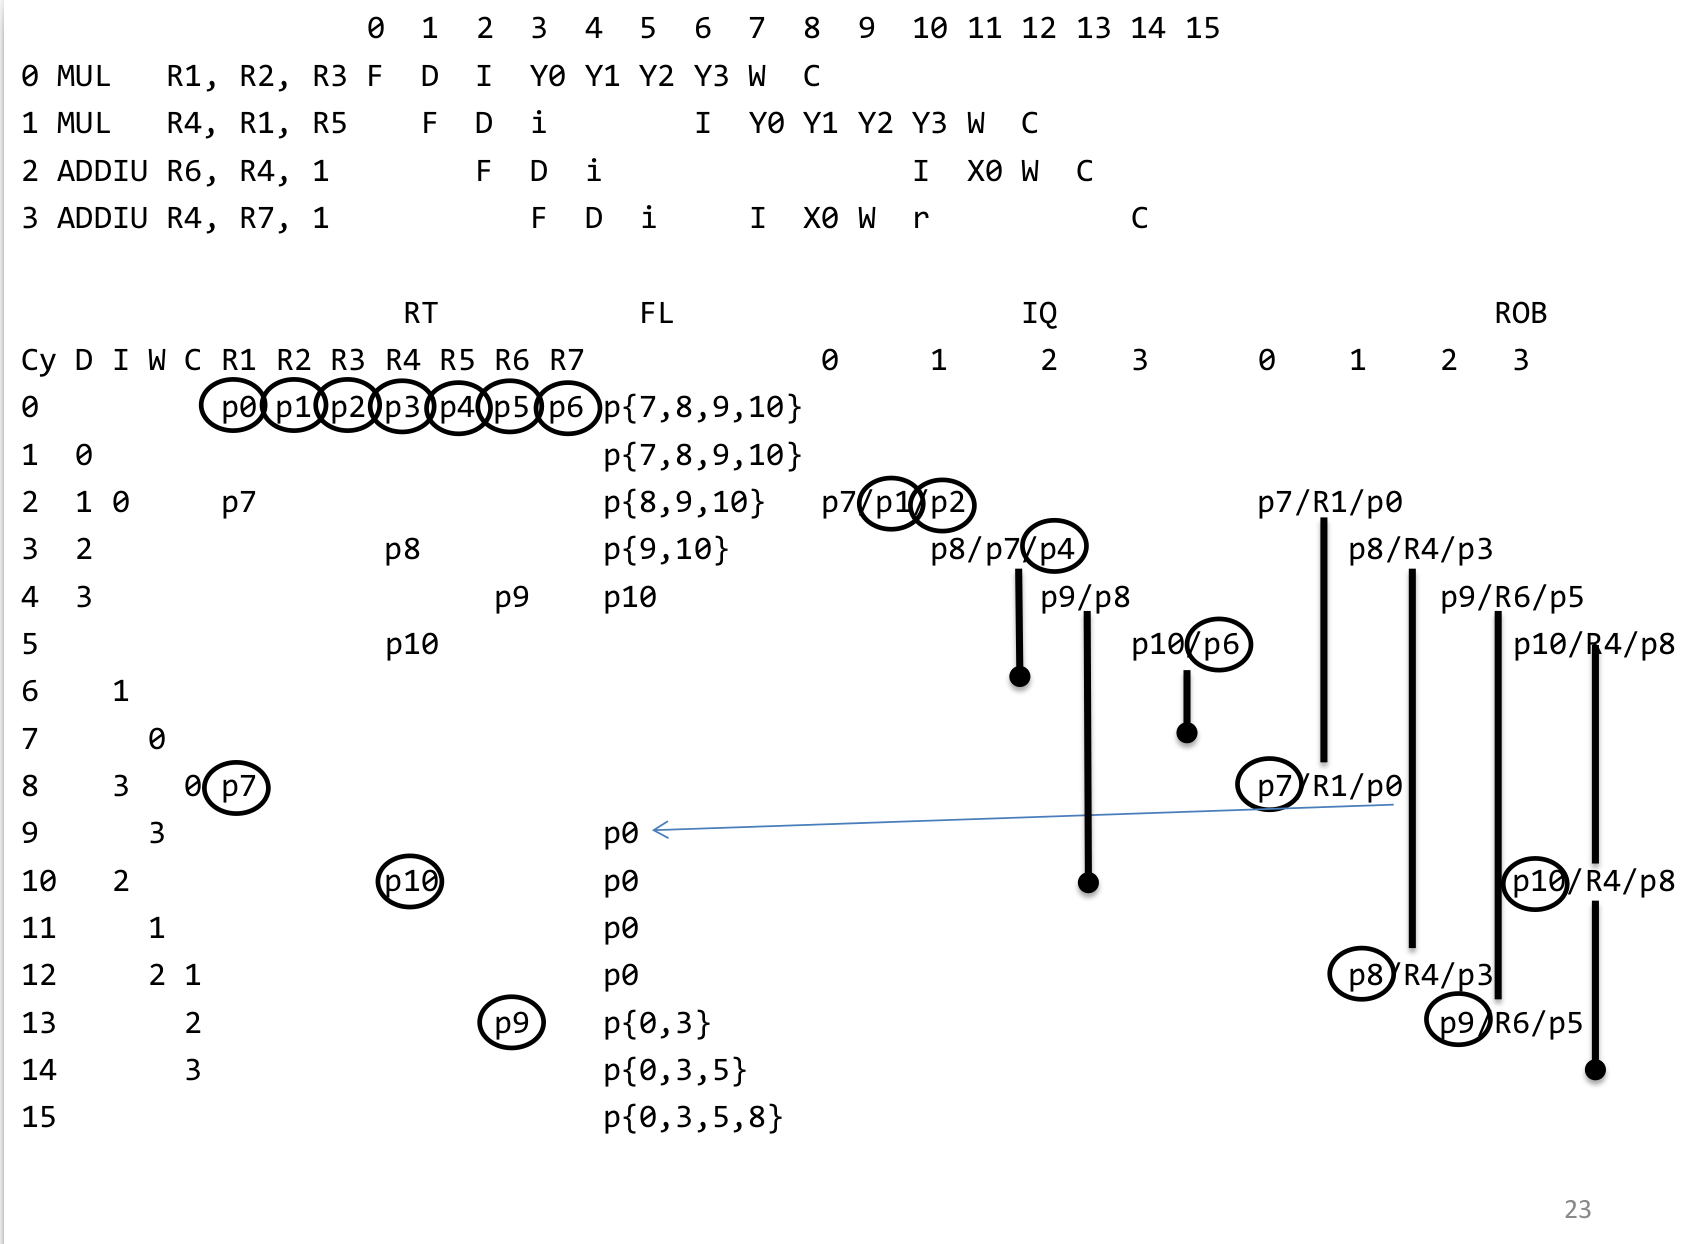 0 1 2 3 4 5 6 7 8 9 10 11 12 13 14 15
0 MUL R1, R2, R3 F D I Y0 Y1 Y2 Y3 W C
1 MUL R4, R1, R5 F D i I Y0 Y1 Y2 Y3 W C
2 ADDIU R6, R4, 1 F D i I X0 W C
3 ADDIU R4, R7, 1 F D i I X0 W r C
RT FL IQ ROB
Cy D I W C R1 R2 R3 R4 R5 R6 R7 0 1 2 3 0 1 2 3
0 p0 p1 p2 p3 p4 p5 p6 p{7,8,9,10}
1 0 p{7,8,9,10}
2 1 0 p7 p{8,9,10} p7/p1/p2 p7/R1/p0
3 2 p8 p{9,10} p8/p7/p4 p8/R4/p3
4 3 p9 p10 p9/p8 p9/R6/p5
5 p10 p10/p6 p10/R4/p8
6 1
7 0
8 3 0 p7 p7/R1/p0
9 3 p0
10 2 p10 p0 p10/R4/p8
11 1 p0
12 2 1 p0 p8/R4/p3
13 2 p9 p{0,3} p9/R6/p5
14 3 p{0,3,5}
15 p{0,3,5,8}
23